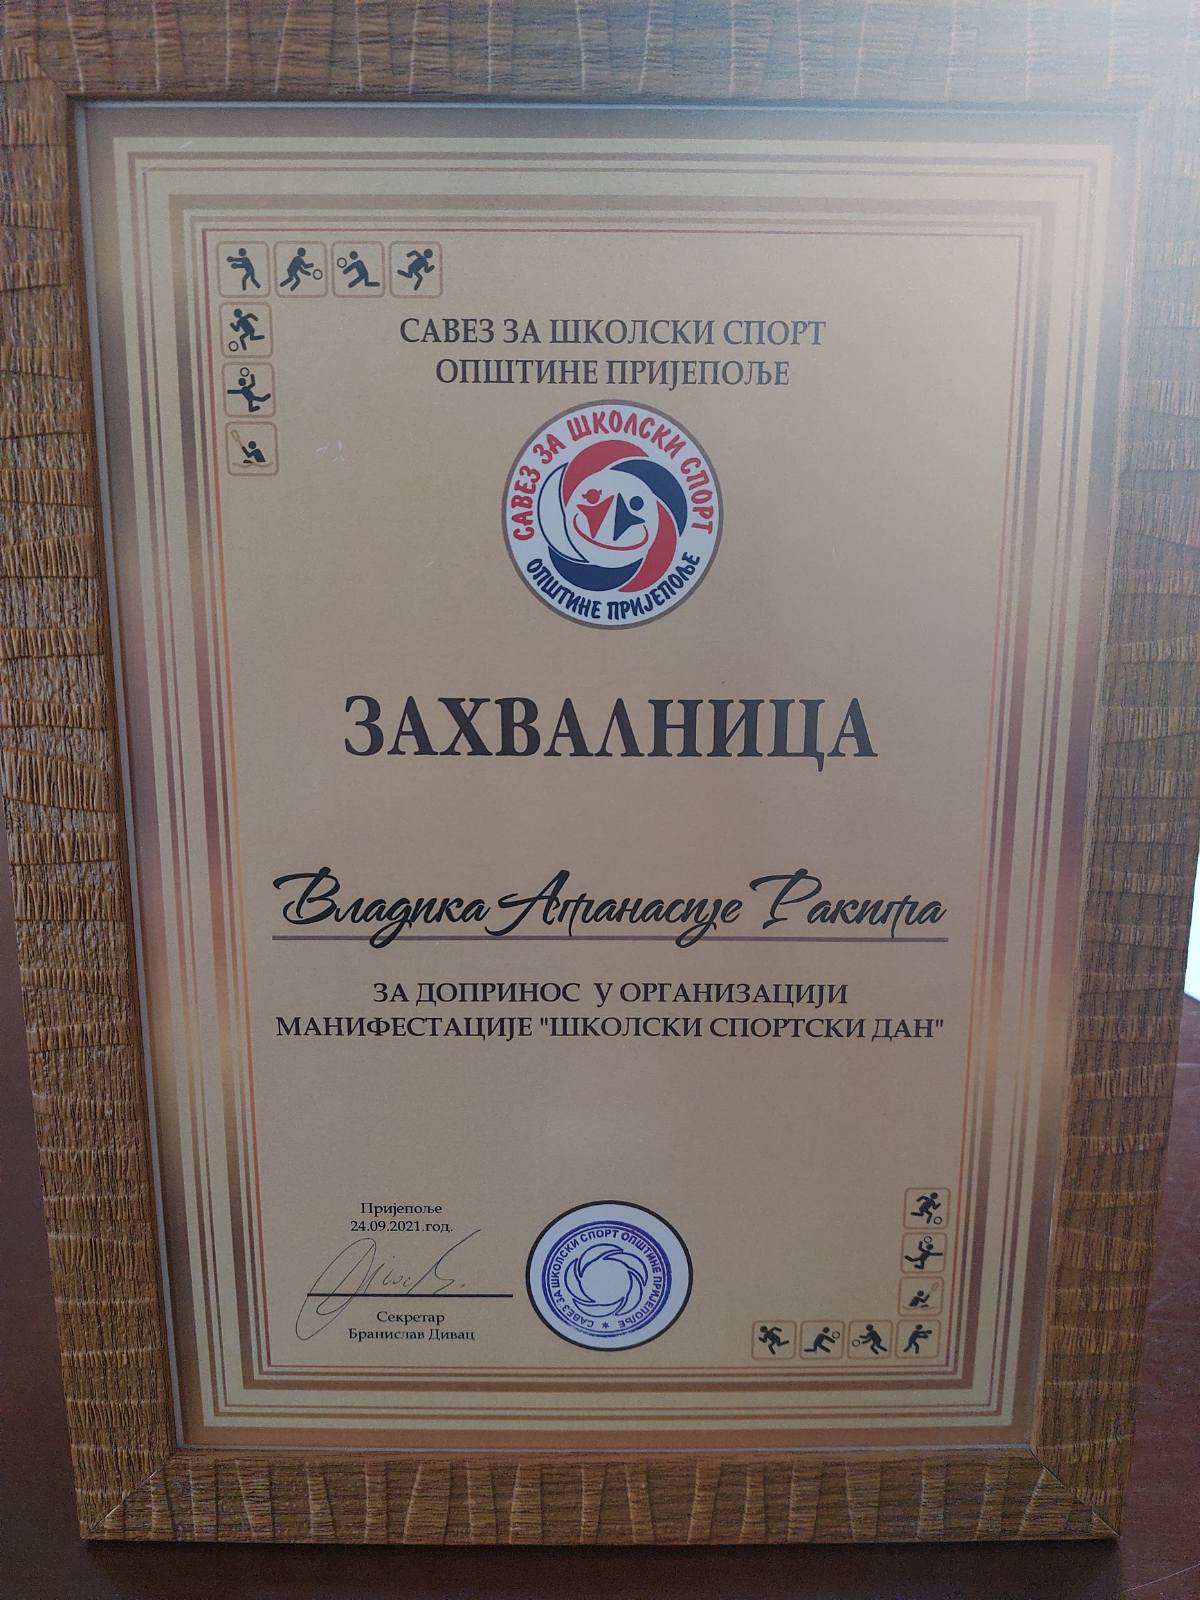 САВЕЗ ЗА ШКОЛСКИ СПОРТ
ОПШТИНЕ ПРИЈЕПОЉЕ
САВЕЗ ЗА ШКОЛСКИ СПОРТ
ОПШТИНЕ ПРИЈЕПОЉЕ
ЗАХВАЛНИЦА
Владика Атанасије Ракита
ЗА ДОПРИНОС У ОРГАНИЗАЦИЈИ
МАНИФЕСТАЦИЈЕ "ШКОЛСКИ СПОРТСКИ ДАН"
Пријепоље
24.09.2021.год.
Секретар
Бранислав Дивац
САВЕЗ ЗА ШКОЛСКИ СПОРТ ОПШТИНЕ ПРИЈЕПОЉЕ *